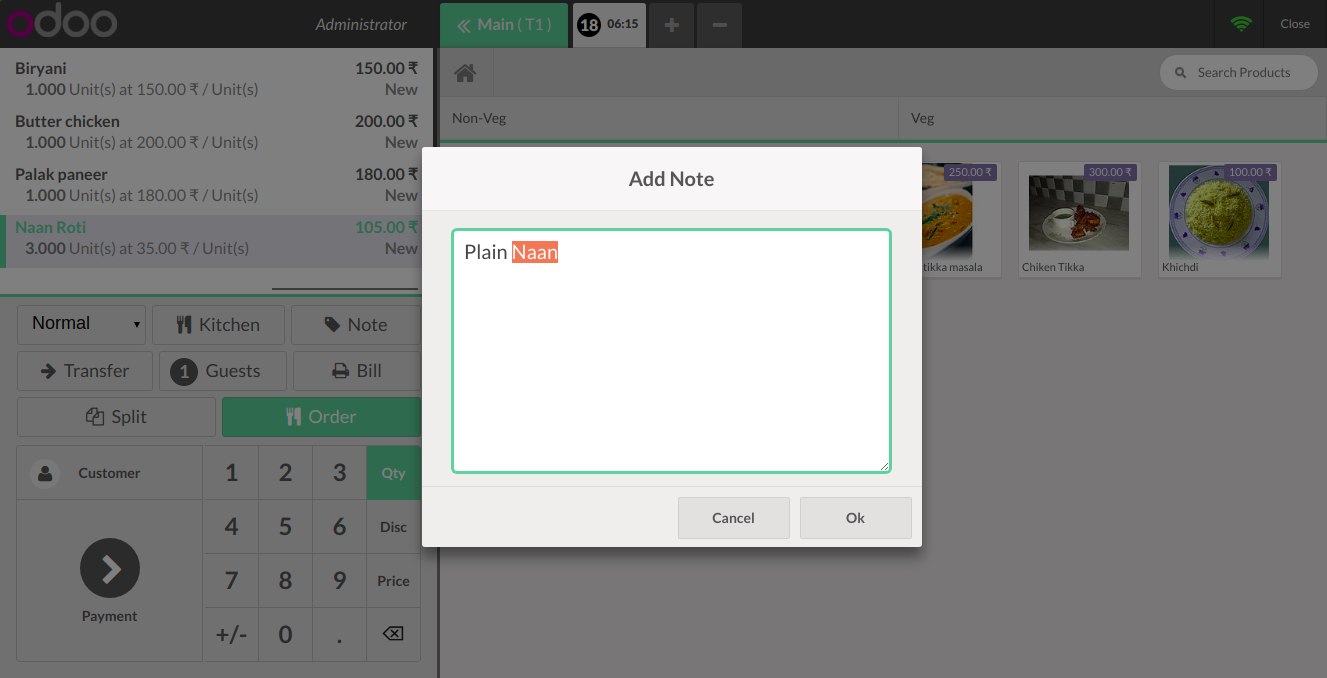 odoo
Administrator
Main ( T1 )
18 06:15
+
−
Close
Biryani 150.00 ₹
1.000 Unit(s) at 150.00 ₹ / Unit(s) New
Butter chicken 200.00 ₹
1.000 Unit(s) at 200.00 ₹ / Unit(s) New
Palak paneer 180.00 ₹
1.000 Unit(s) at 180.00 ₹ / Unit(s) New
Naan Roti 105.00 ₹
3.000 Unit(s) at 35.00 ₹ / Unit(s) New
Normal
Kitchen
Note
Transfer
1 Guests
Bill
Split
Order
Customer
Payment
1 2 3 Qty
4 5 6 Disc
7 8 9 Price
+/- 0 .
Search Products
Non-Veg
Veg
250.00 ₹
tikka masala
300.00 ₹
Chiken Tikka
100.00 ₹
Khichdi
Add Note
Plain Naan
Cancel
Ok